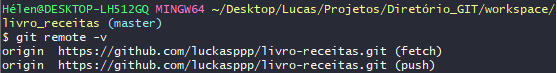 Hélen@DESKTOP-LH512GQ MINGW64 ~/Desktop/Lucas/Projetos/Diretório_GIT/workspace/
livro_receitas (master)
$ git remote -v
origin  https://github.com/luckasppp/livro-receitas.git (fetch)
origin  https://github.com/luckasppp/livro-receitas.git (push)